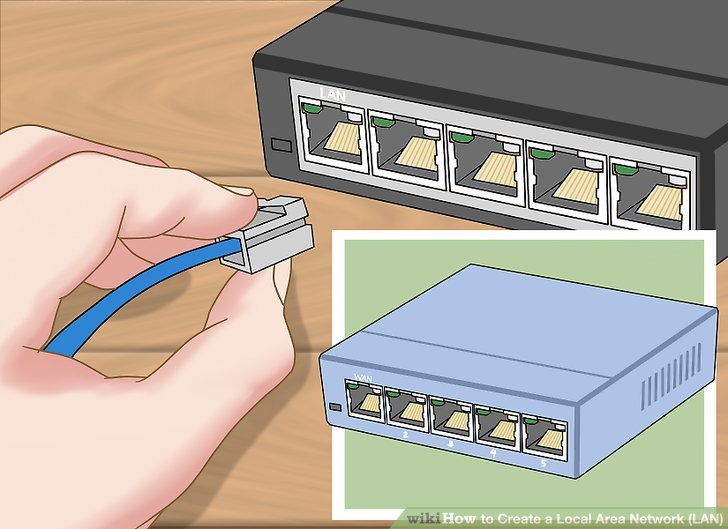 LAN
WAN
2 3 4 5
wikiHow to Create a Local Area Network (LAN)